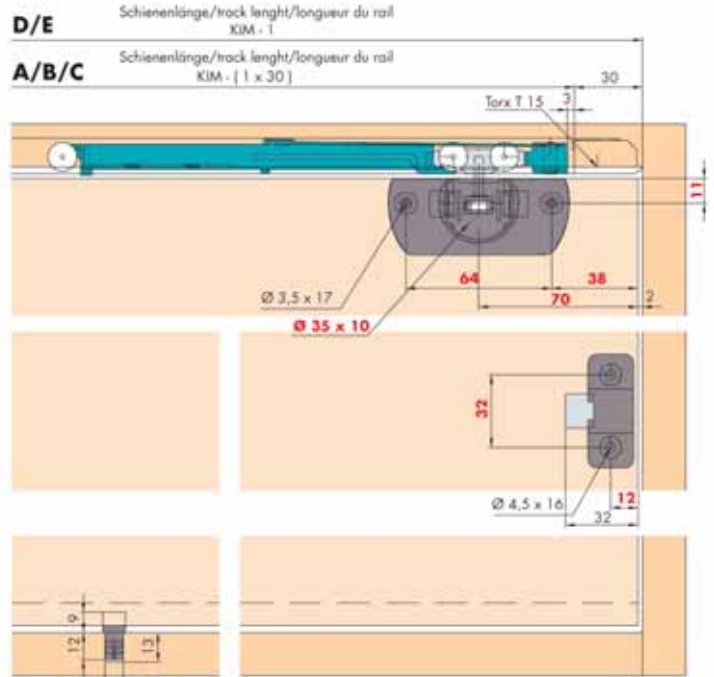 D/E
Schienenlänge/track lenght/longueur du rail
KIM - 1
A/B/C
Schienenlänge/track lenght/longueur du rail
KIM - ( 1 x 30 )
30
Torx T 15
3
11
64
38
Ø 3,5 x 17
70
2
Ø 35 x 10
32
Ø 4,5 x 16
12
32
9
12
13